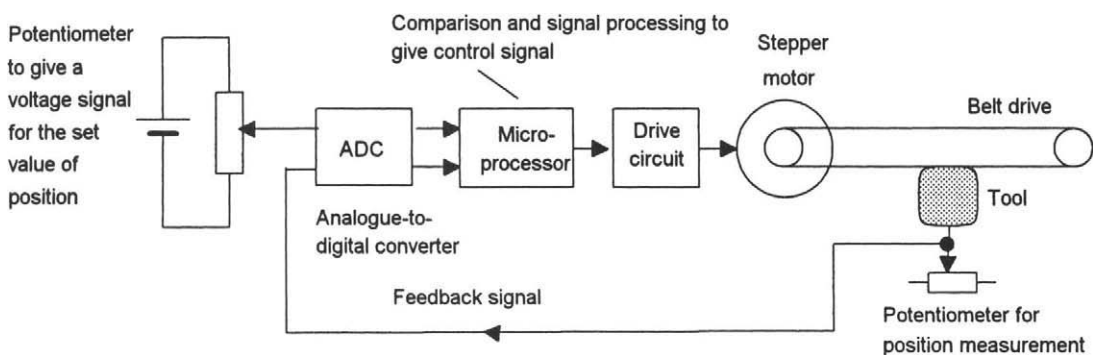 Potentiometer
to give a
voltage signal
for the set
value of
position
Comparison and signal processing to
give control signal
Stepper
motor
Belt drive
ADC
Micro-
processor
Drive
circuit
Tool
Analogue-to-
digital converter
Feedback signal
Potentiometer for
position measurement